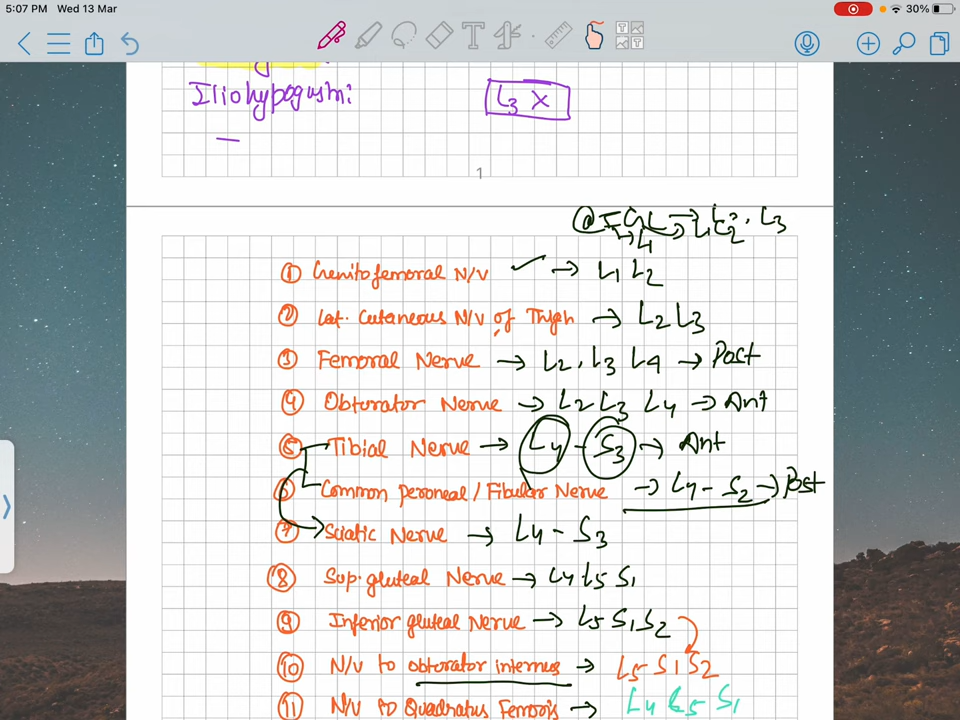 5:07 PM Wed 13 Mar
30%
Iliohypogastri
L3 X
1
L2, L3
① Genitofemoral N/V ✓ → L1 L2
② Lat. Cutaneous N/V of Thigh → L2 L3
③ Femoral Nerve → L2, L3 L4 → Post
④ Obturator Nerve → L2 L3 L4 → Ant
⑤ Tibial Nerve → L4 - S3 → Ant
⑥ Common Peroneal / Fibular Nerve → L4 - S2 → Post
⑦ Sciatic Nerve → L4 - S3
⑧ Sup. gluteal Nerve → L4 L5 S1
⑨ Inferior gluteal Nerve → L5 S1 S2
⑩ N/V to obturator internus → L5 S1 S2
⑪ N/V to Quadratus Femoris → L4 L5 S1